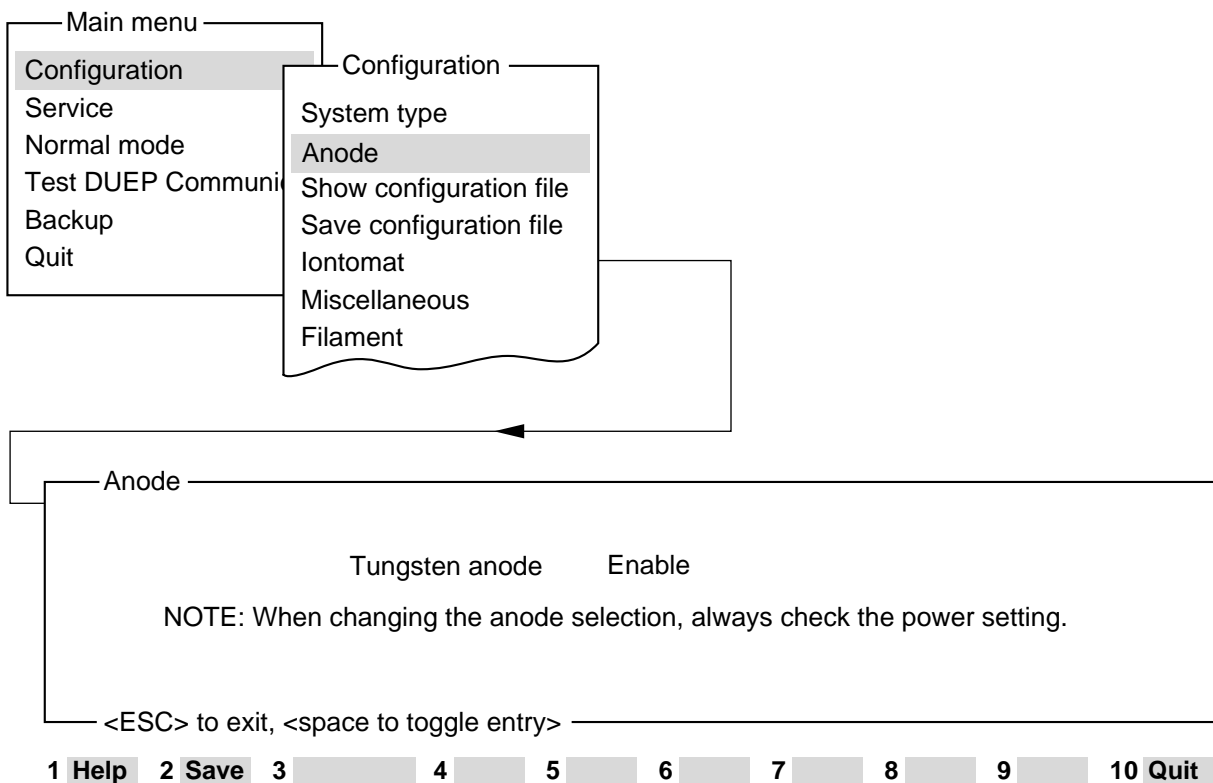 Main menu
Configuration
Service
Normal mode
Test DUEP Communi
Backup
Quit
Configuration
System type
Anode
Show configuration file
Save configuration file
Iontomat
Miscellaneous
Filament
Anode
Tungsten anode Enable
NOTE: When changing the anode selection, always check the power setting.
<ESC> to exit, <space to toggle entry>
1 Help 2 Save 3 4 5 6 7 8 9 10 Quit